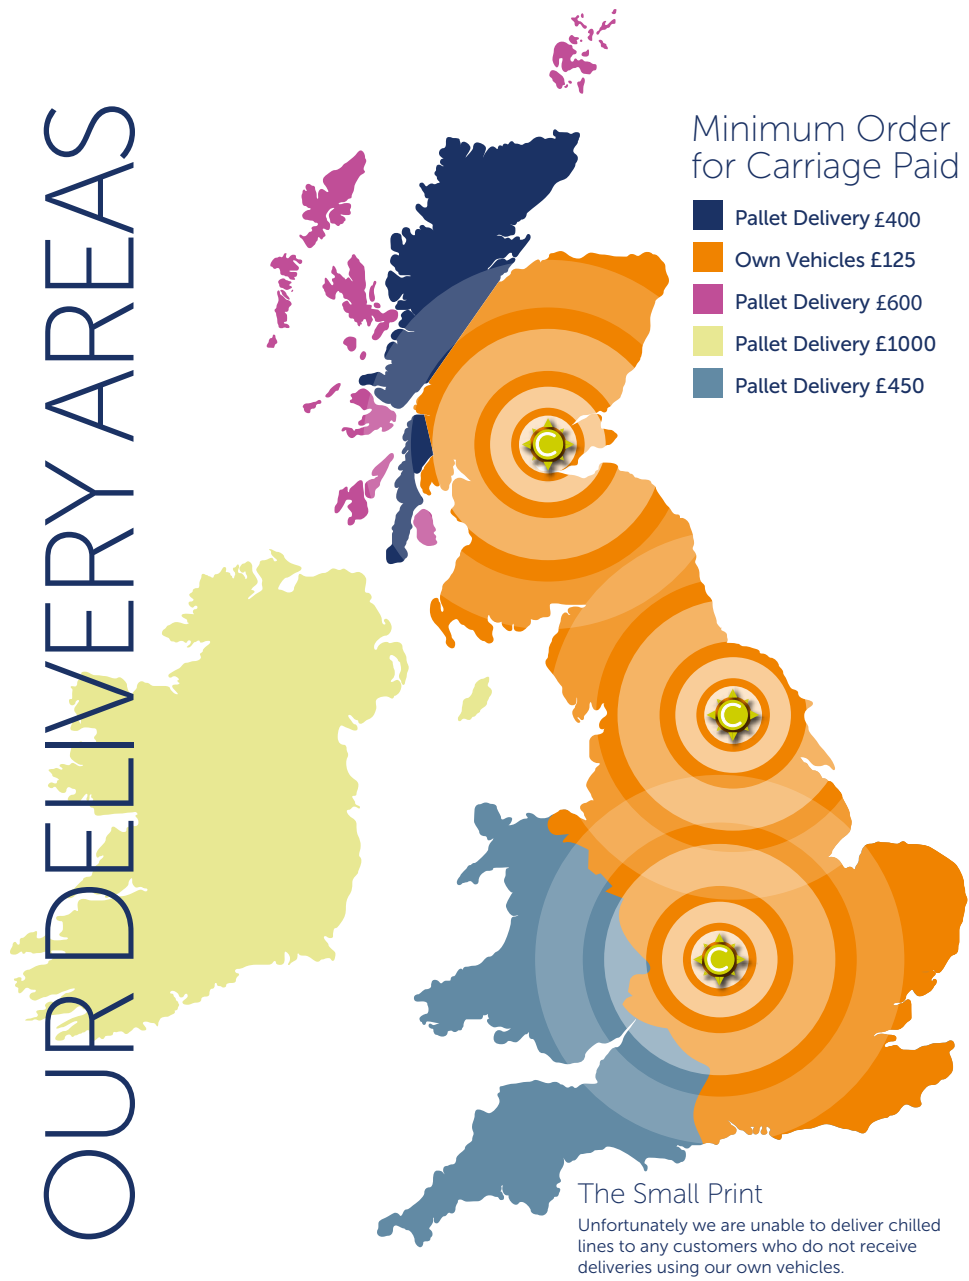 OUR DELIVERY AREAS
Minimum Order
for Carriage Paid
Pallet Delivery £400
Own Vehicles £125
Pallet Delivery £600
Pallet Delivery £1000
Pallet Delivery £450
C
C
C
The Small Print
Unfortunately we are unable to deliver chilled
lines to any customers who do not receive
deliveries using our own vehicles.